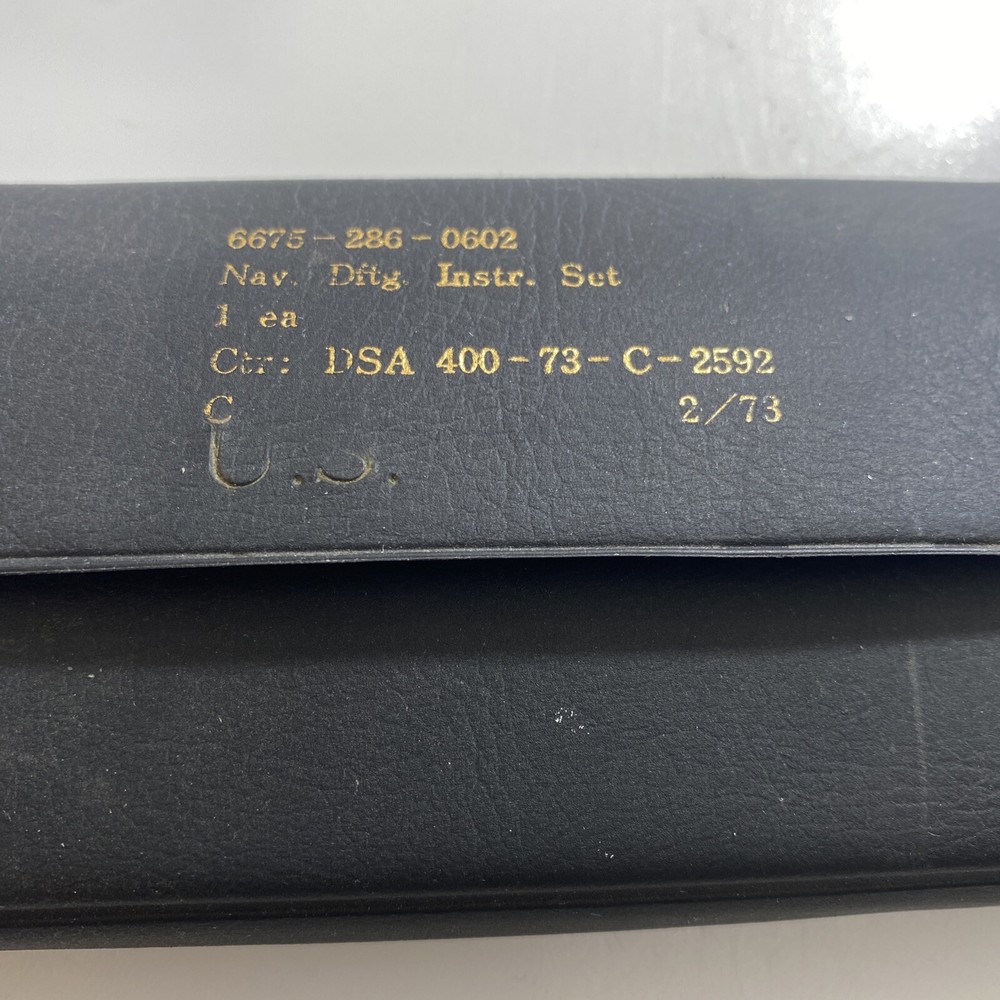 6675-286-0602
Nav. Dftg. Instr. Set
1 ea
Ctr: DSA 400-73-C-2592
C 2/73
U.S.